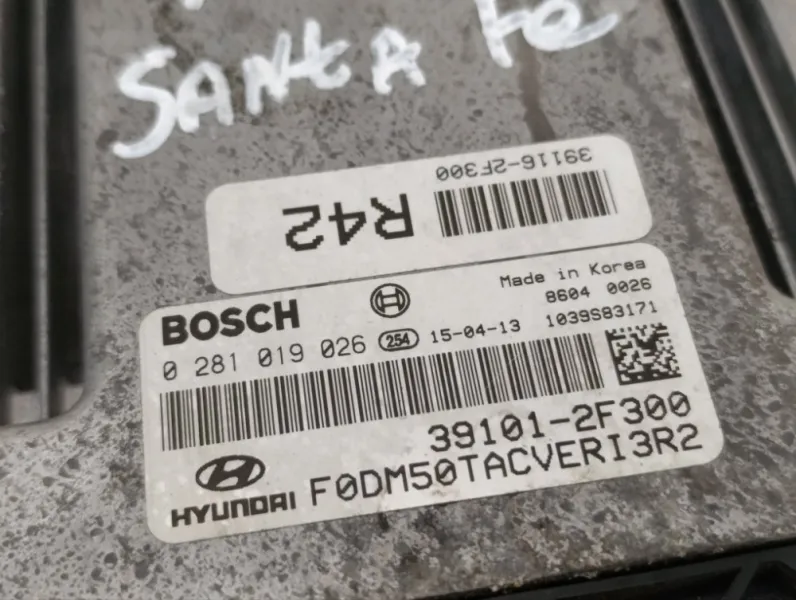 SANtA Fe
39116-2F300
R42
BOSCH
Made in Korea
8604 0026
0 281 019 026 254 15-04-13 1039S83171
39101-2F300
HYUNDAI F0DM50TACVERI3R2